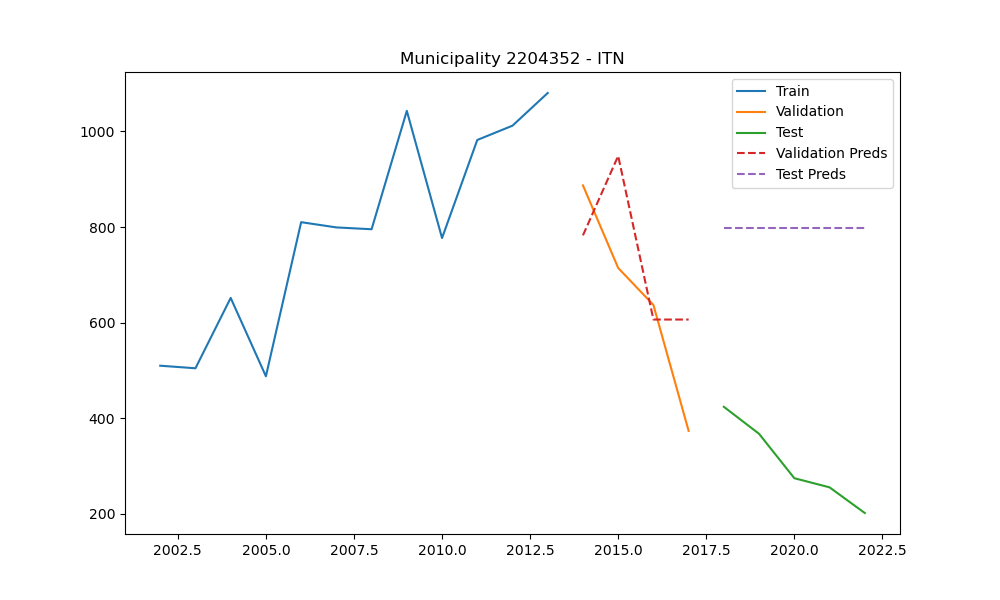 Municipality 2204352 - ITN
Train
Validation
Test
Validation Preds
Test Preds
1000
800
600
400
200
2002.5 2005.0 2007.5 2010.0 2012.5 2015.0 2017.5 2020.0 2022.5